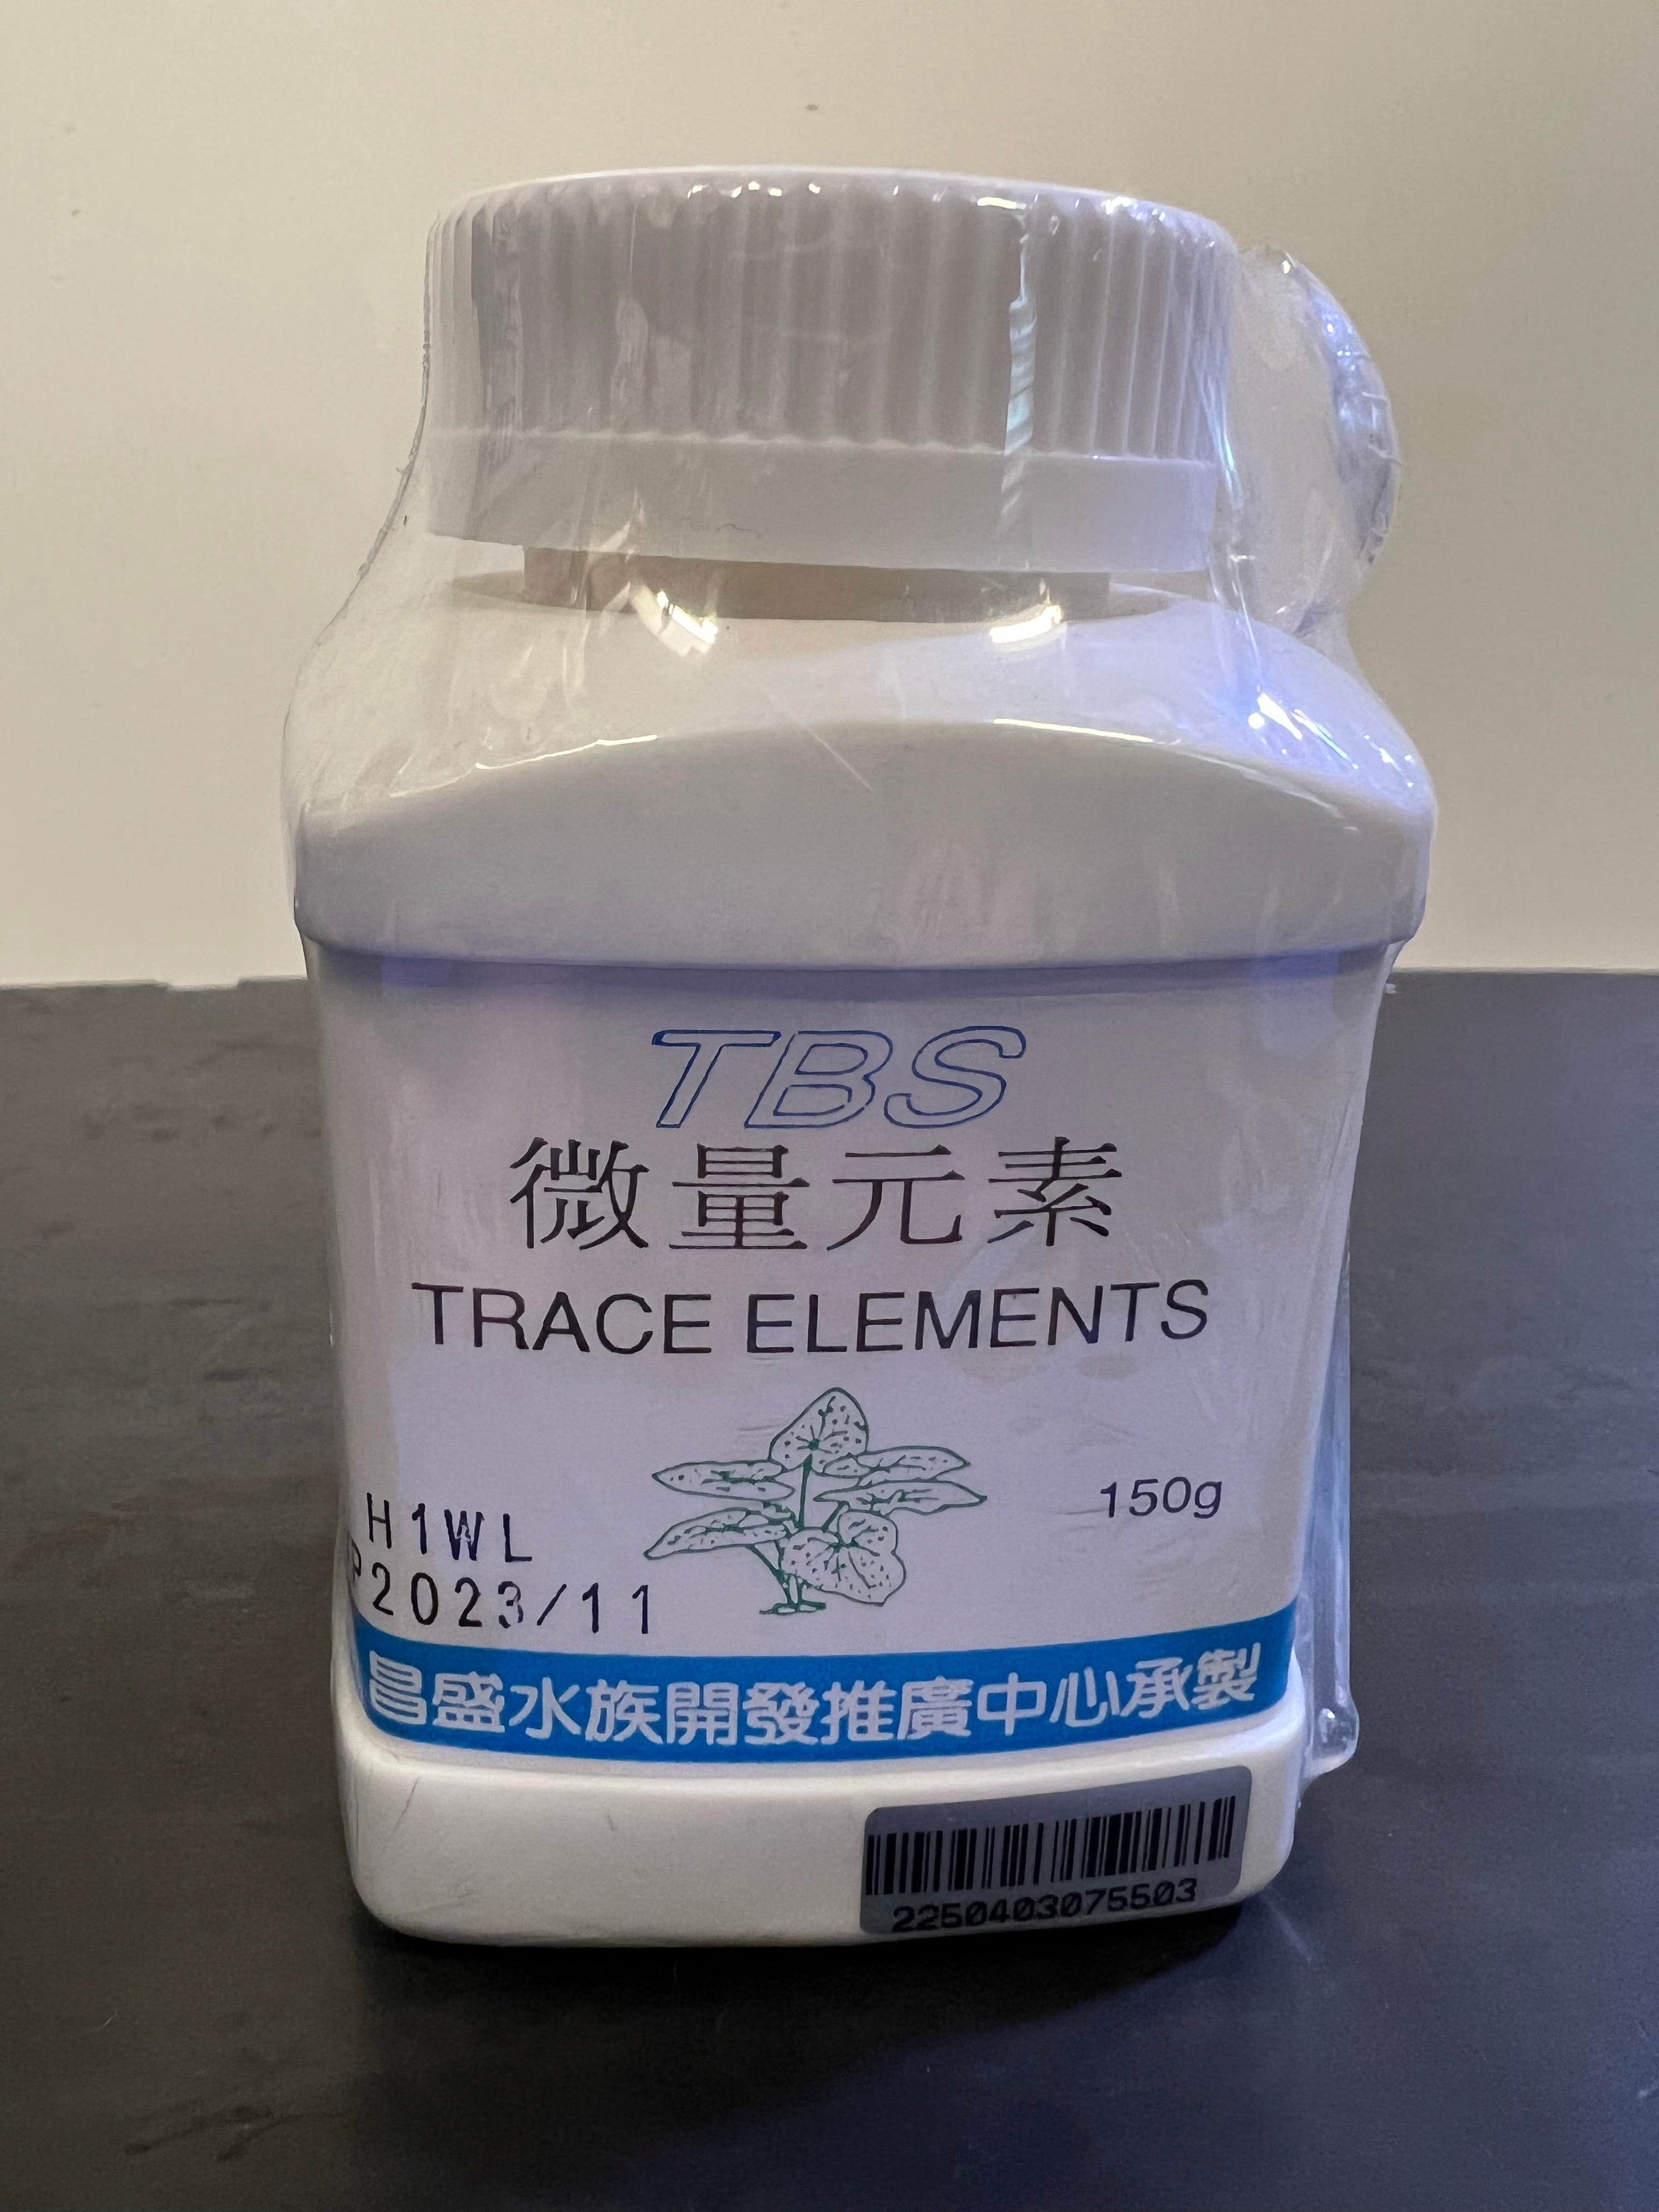 TBS
微量元素
TRACE ELEMENTS
150g
H1WL
P2023/11
昌盛水族開發推廣中心承製
2250403075503